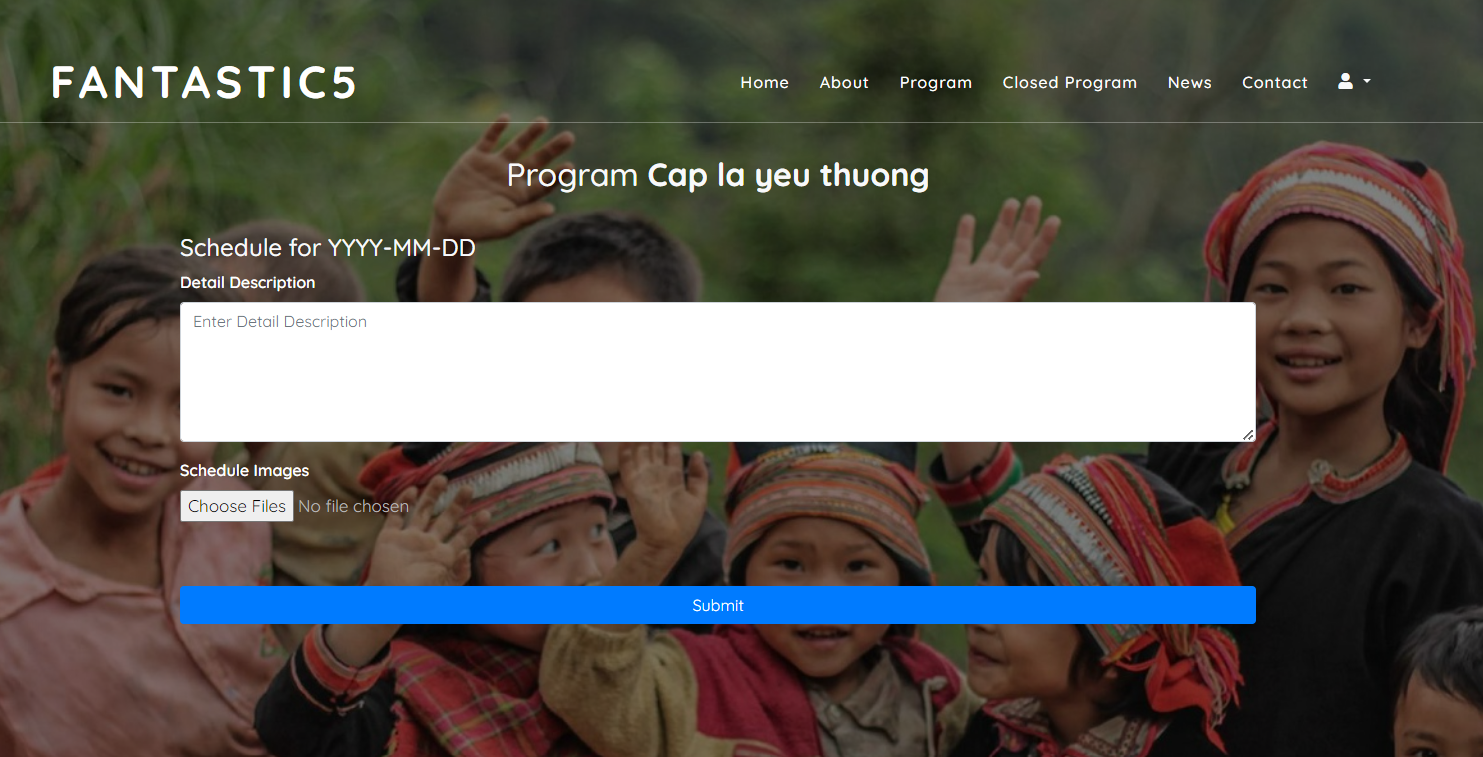 FANTASTIC5
Home About Program Closed Program News Contact
Program Cap la yeu thuong
Schedule for YYYY-MM-DD
Detail Description
Enter Detail Description
Schedule Images
Choose Files No file chosen
Submit